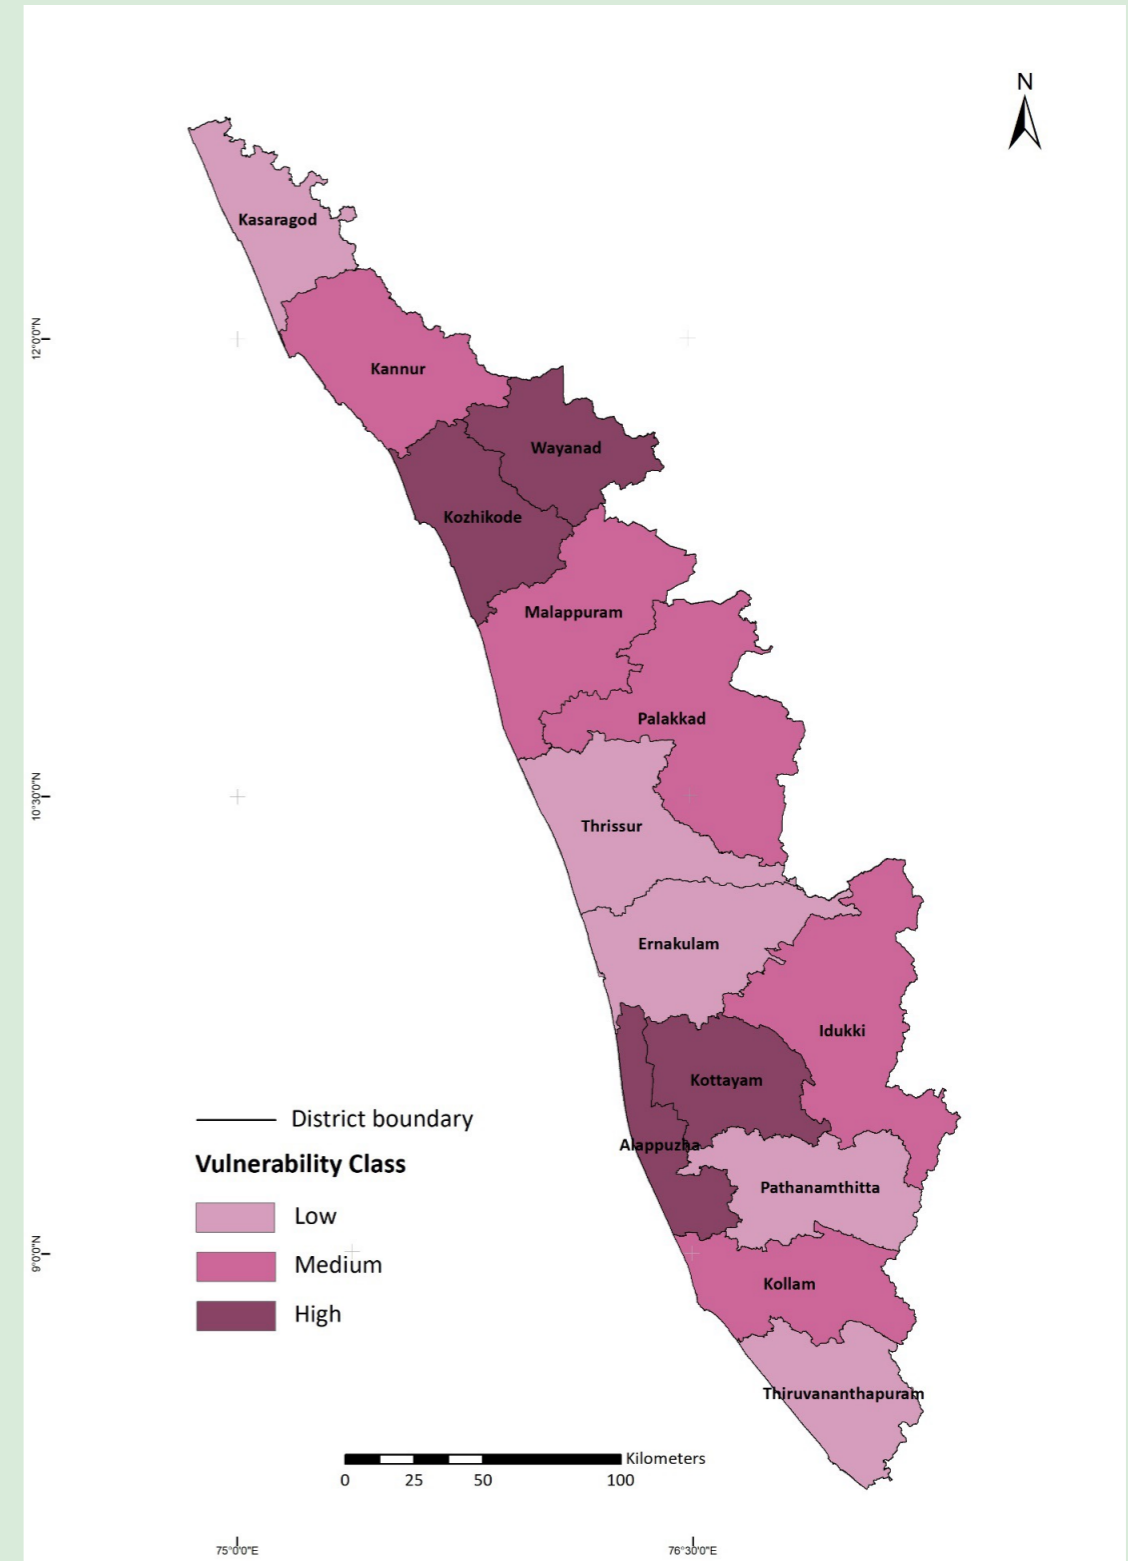 N
Kasaragod
12°0'0"N
Kannur
Wayanad
Kozhikode
Malappuram
Palakkad
10°30'0"N
Thrissur
Ernakulam
Idukki
Kottayam
Alappuzha
Pathanamthitta
District boundary
Vulnerability Class
Low
Medium
High
9°0'0"N
Kollam
Thiruvananthapuram
Kilometers
0 25 50 100
75°0'0"E 76°30'0"E